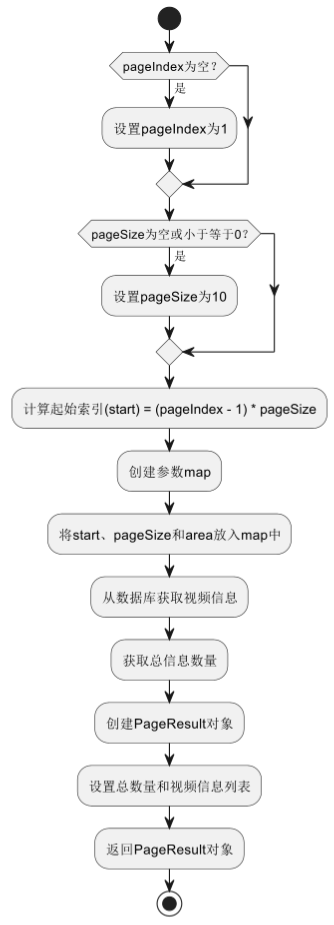 pageIndex为空？
是
设置pageIndex为1
pageSize为空或小于等于0？
是
设置pageSize为10
计算起始索引(start) = (pageIndex - 1) * pageSize
创建参数map
将start、pageSize和area放入map中
从数据库获取视频信息
获取总信息数量
创建PageResult对象
设置总数量和视频信息列表
返回PageResult对象